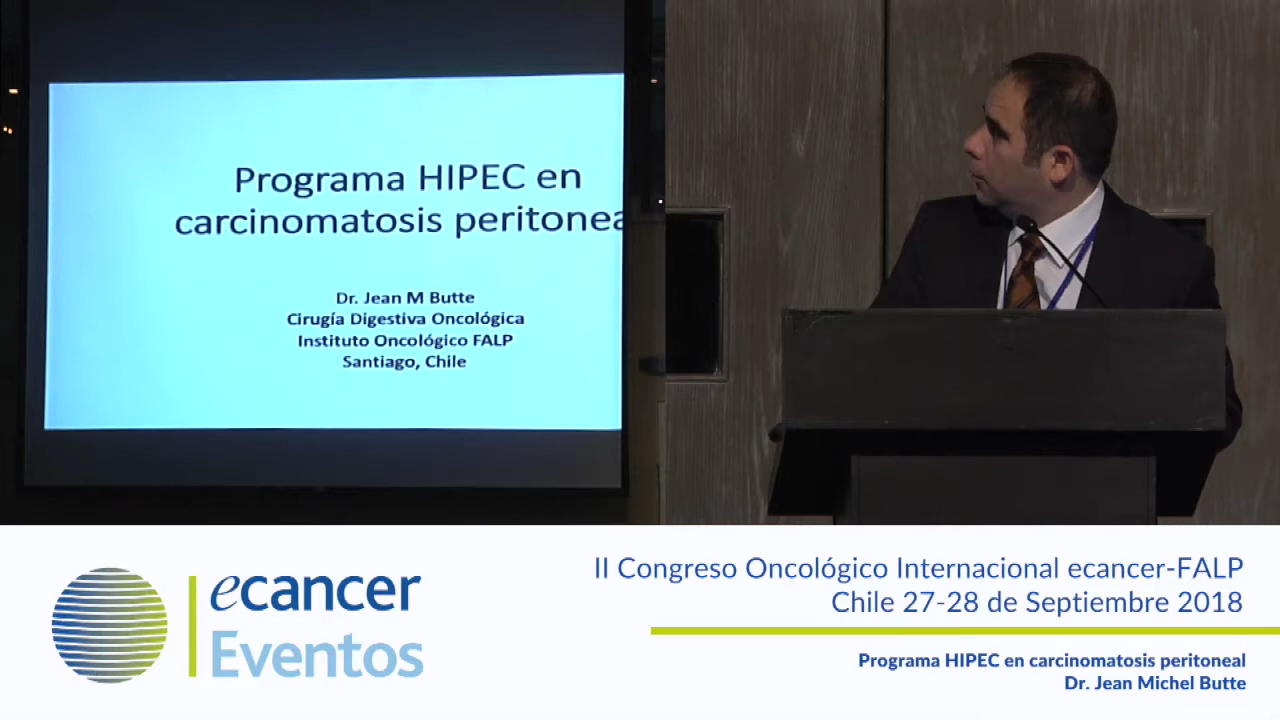 Programa HIPEC en
carcinomatosis peritonea
Dr. Jean M Butte
Cirugía Digestiva Oncológica
Instituto Oncológico FALP
Santiago, Chile
ecancer
Eventos
II Congreso Oncológico Internacional ecancer-FALP
Chile 27-28 de Septiembre 2018
Programa HIPEC en carcinomatosis peritoneal
Dr. Jean Michel Butte